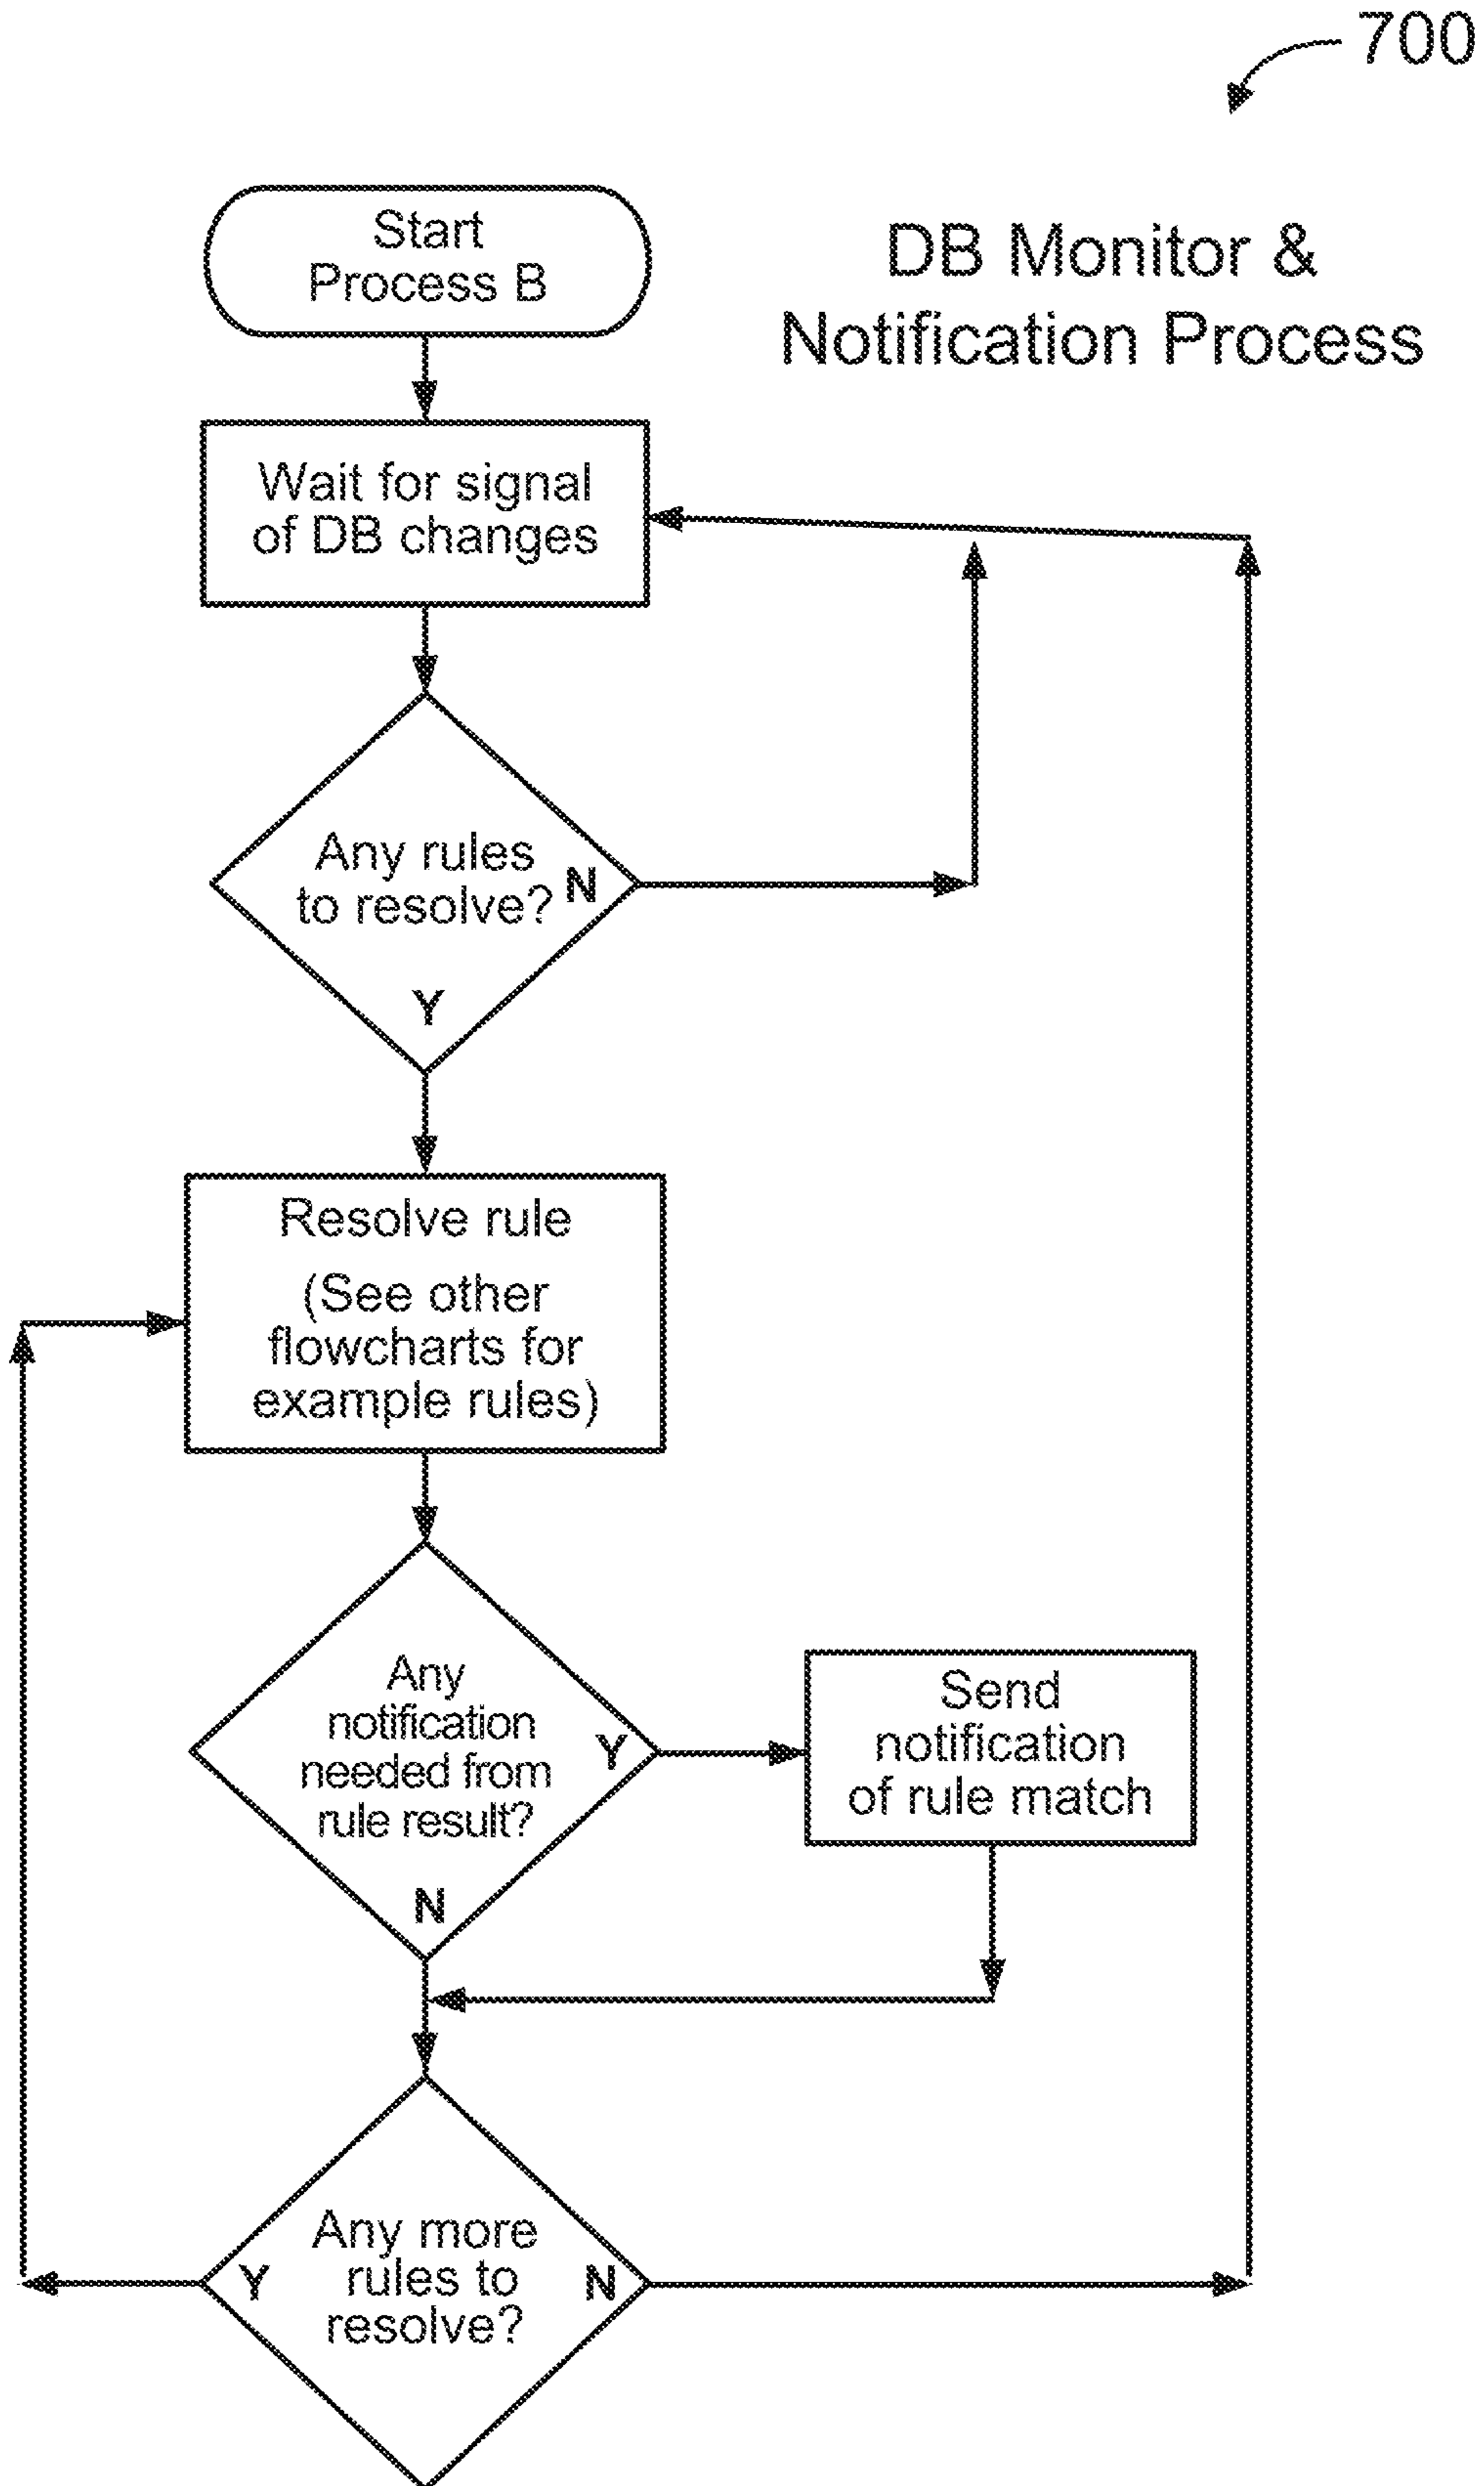 700
Start
Process B
DB Monitor &
Notification Process
Wait for signal
of DB changes
Any rules
to resolve?
N
Y
Resolve rule
(See other
flowcharts for
example rules)
Any
notification
needed from
rule result?
Y
N
Send
notification
of rule match
Any more
rules to
resolve?
Y
N